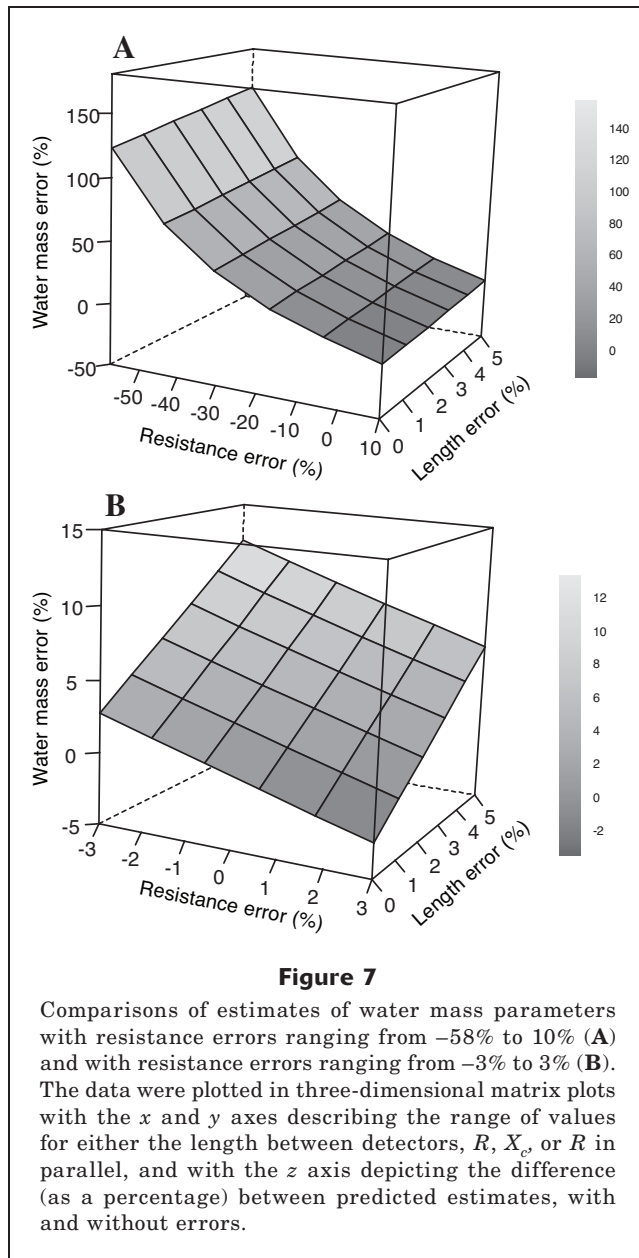 A
Water mass error (%)
150
100
50
0
-50
-50 -40 -30 -20 -10 0 10
Resistance error (%)
0 1 2 3 4 5
Length error (%)
140
120
100
80
60
40
20
0
B
Water mass error (%)
15
10
5
0
-5
-3 -2 -1 0 1 2 3
Resistance error (%)
0 1 2 3 4 5
Length error (%)
12
10
8
6
4
2
0
-2
Figure 7
Comparisons of estimates of water mass parameters
with resistance errors ranging from –58% to 10% (A)
and with resistance errors ranging from –3% to 3% (B).
The data were plotted in three-dimensional matrix plots
with the x and y axes describing the range of values
for either the length between detectors, R, Xc, or R in
parallel, and with the z axis depicting the difference
(as a percentage) between predicted estimates, with
and without errors.